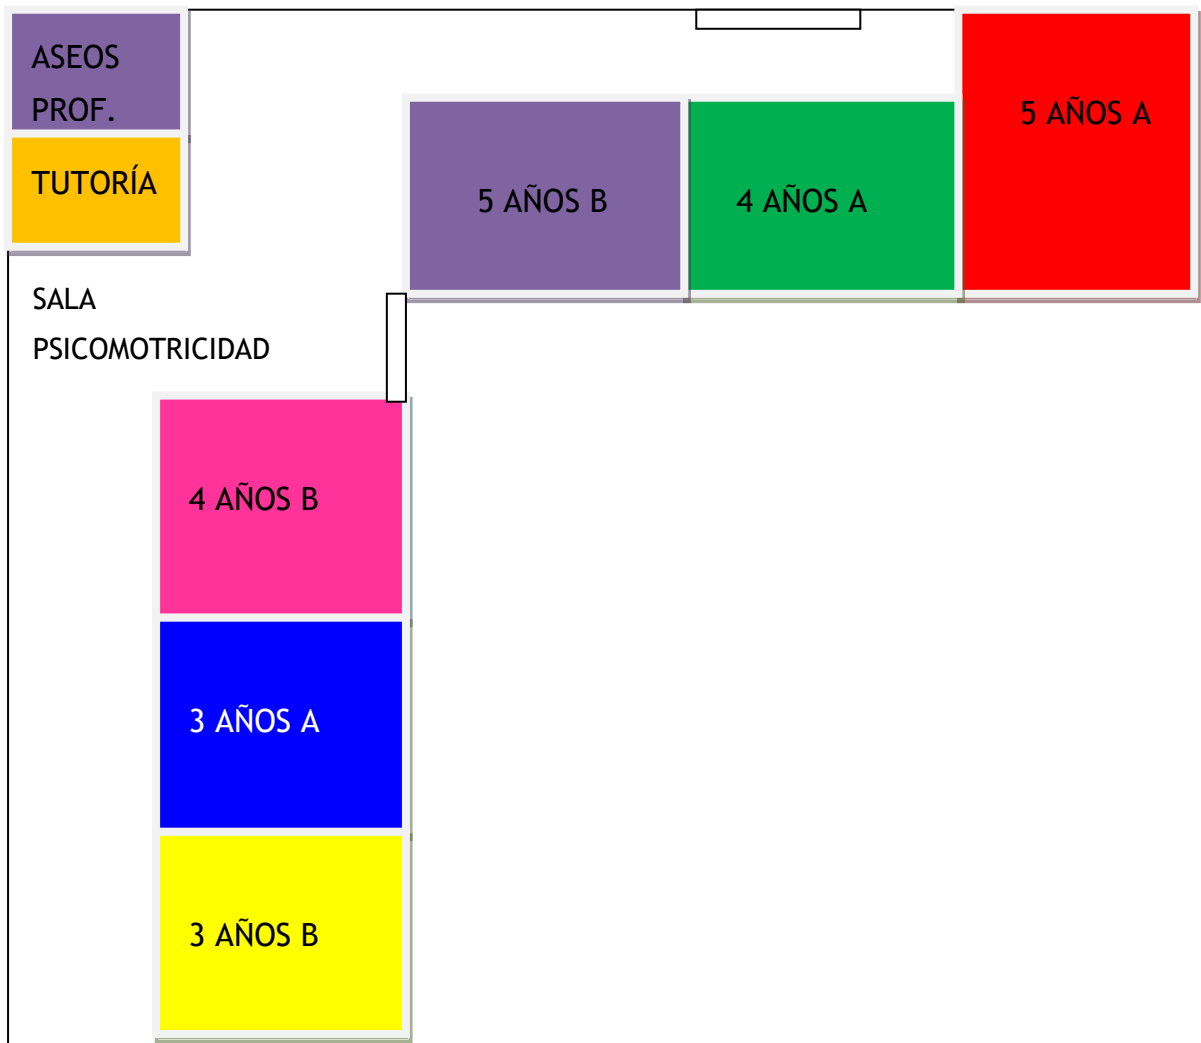 ASEOS
PROF.
TUTORÍA
5 AÑOS B
4 AÑOS A
5 AÑOS A
SALA
PSICOMOTRICIDAD
4 AÑOS B
3 AÑOS A
3 AÑOS B